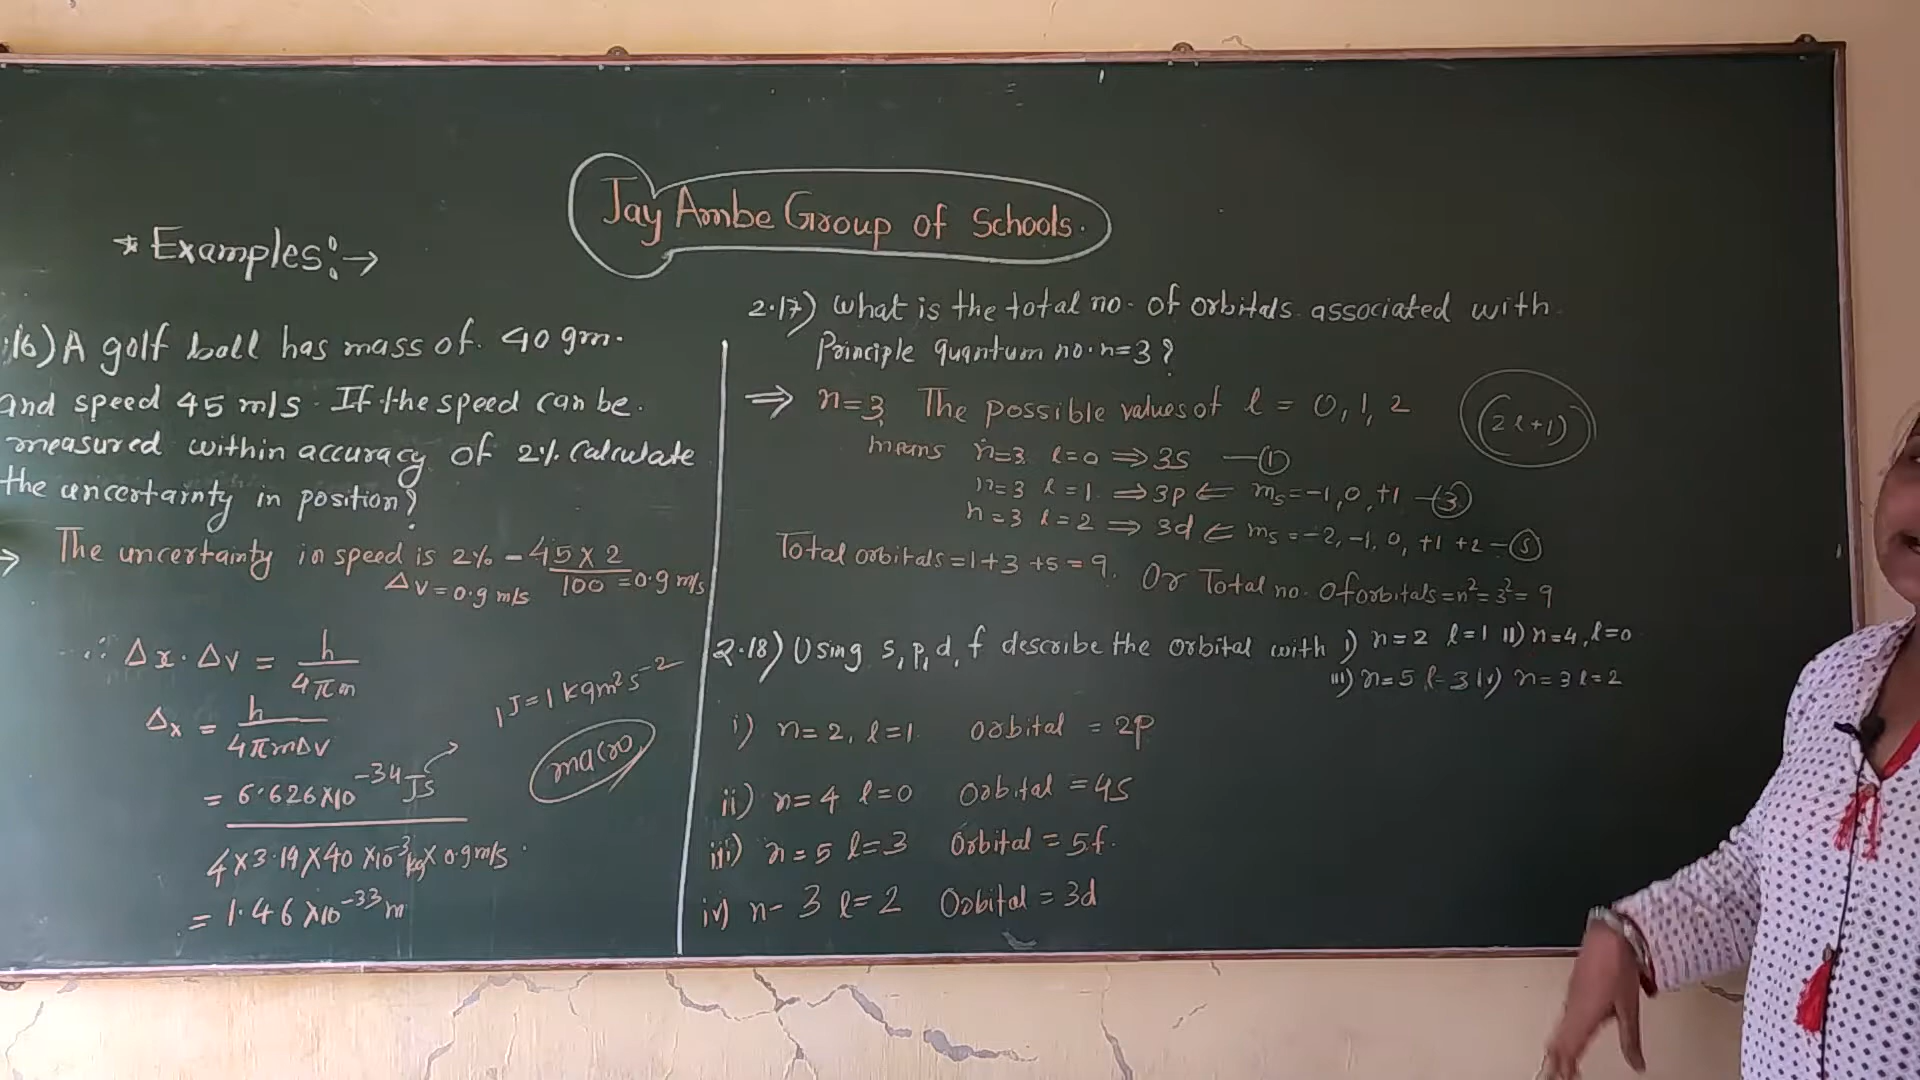 Jay Ambe Group of Schools.
* Examples:→
:16) A golf ball has mass of. 40 gm.
and speed 45 m/s. If the speed can be.
measured within accuracy of 2% Calculate
the uncertainty in position?
→ The uncertainty in speed is 2% - 45 X 2 / 100 = 0.9 m/s
ΔV = 0.9 m/s
∴ Δx . ΔV = h / 4πm
Δx = h / 4πmΔV
1J = 1 kgm² s⁻²
macro
= 6.626X10⁻³⁴ Js
4 X 3.14 X 40 X10⁻³ kg X 0.9 m/s
= 1.46 X10⁻³³ m
2.17) What is the total no. of orbitals associated with
Principle quantum no. n=3?
⇒ n=3, The possible values of l = 0, 1, 2
(2l+1)
means n=3 l=0 ⇒ 3s — ①
n=3 l=1 ⇒ 3p ⇐ ms = -1, 0, +1 — ③
n=3 l=2 ⇒ 3d ⇐ ms = -2, -1, 0, +1 +2 — ⑤
Total orbitals = 1+3+5 = 9. Or Total no. of orbitals = n² = 3² = 9
2.18) Using s, p, d, f describe the orbital with i) n=2 l=1 ii) n=4, l=0
iii) n=5 l=3 iv) n=3 l=2
i) n=2, l=1 Orbital = 2p
ii) n=4 l=0 Orbital = 4s
iii) n=5 l=3 Orbital = 5f.
iv) n- 3 l=2 Orbital = 3d